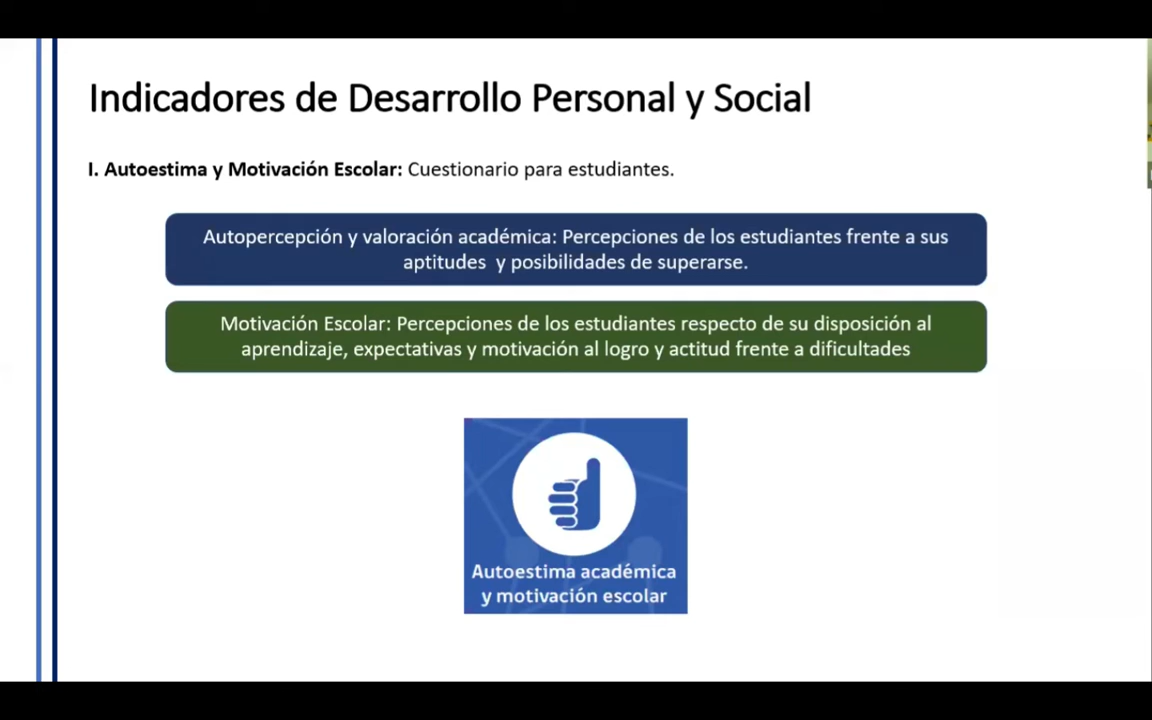 Indicadores de Desarrollo Personal y Social
I. Autoestima y Motivación Escolar: Cuestionario para estudiantes.
Autopercepción y valoración académica: Percepciones de los estudiantes frente a sus
aptitudes y posibilidades de superarse.
Motivación Escolar: Percepciones de los estudiantes respecto de su disposición al
aprendizaje, expectativas y motivación al logro y actitud frente a dificultades
Autoestima académica
y motivación escolar